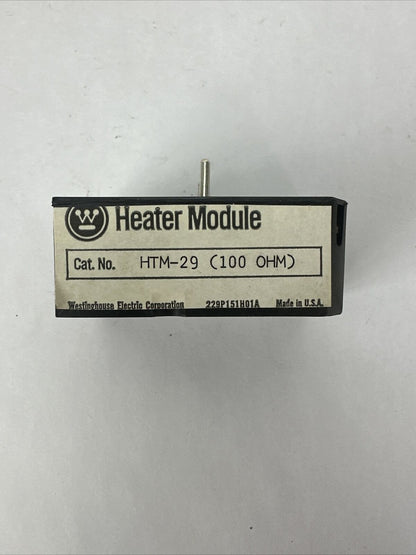 W Heater Module
Cat. No. HTM-29 (100 OHM)
Westinghouse Electric Corporation 229P151H01A Made in U.S.A.